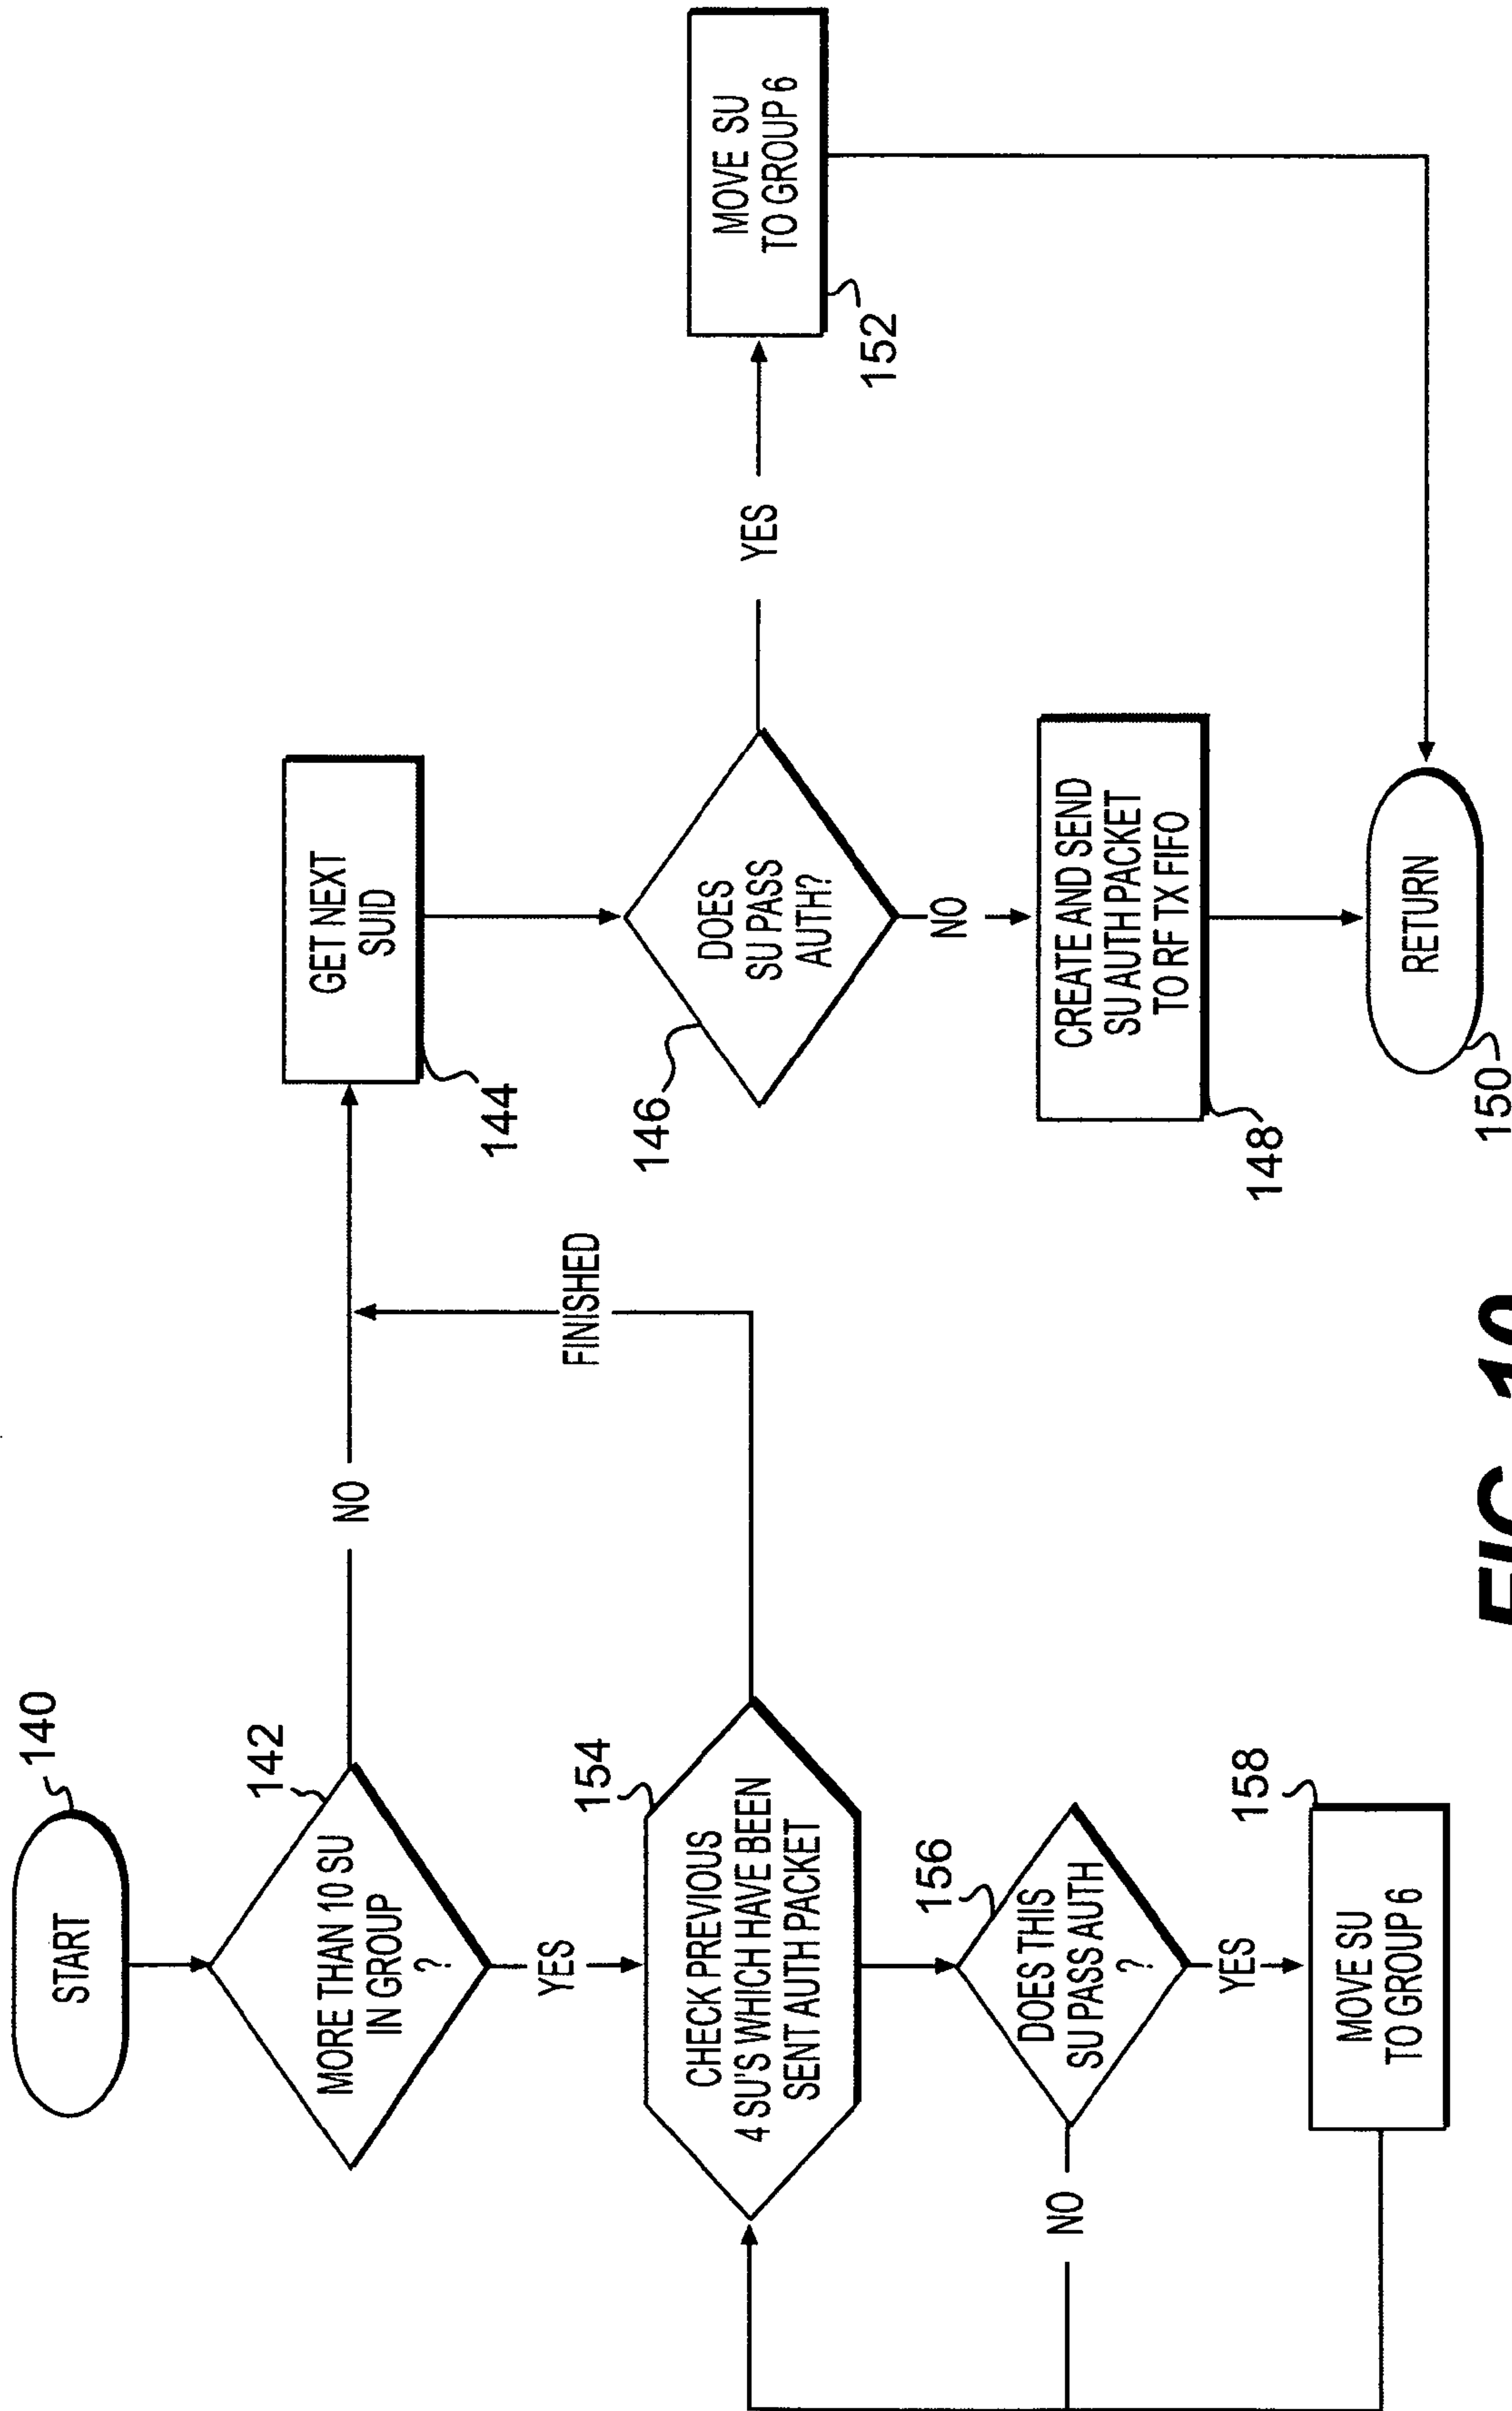 START
140
MORE THAN 10 SU
IN GROUP
?
142
NO
YES
CHECK PREVIOUS
4 SU'S WHICH HAVE BEEN
SENT AUTH PACKET
154
FINISHED
DOES THIS
SU PASS AUTH
?
156
NO
YES
MOVE SU
TO GROUP 6
158
GET NEXT
SUID
144
DOES
SU PASS
AUTH?
146
YES
NO
MOVE SU
TO GROUP 6
152
CREATE AND SEND
SU AUTH PACKET
TO RF TX FIFO
148
RETURN
150